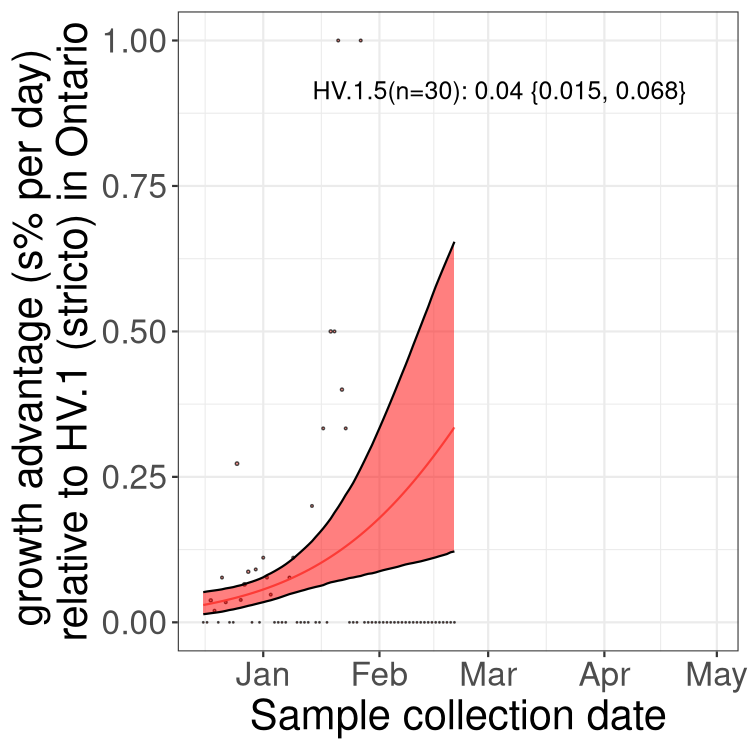 growth advantage (s% per day)
relative to HV.1 (stricto) in Ontario
1.00
0.75
0.50
0.25
0.00
HV.1.5(n=30): 0.04 {0.015, 0.068}
Jan Feb Mar Apr May
Sample collection date